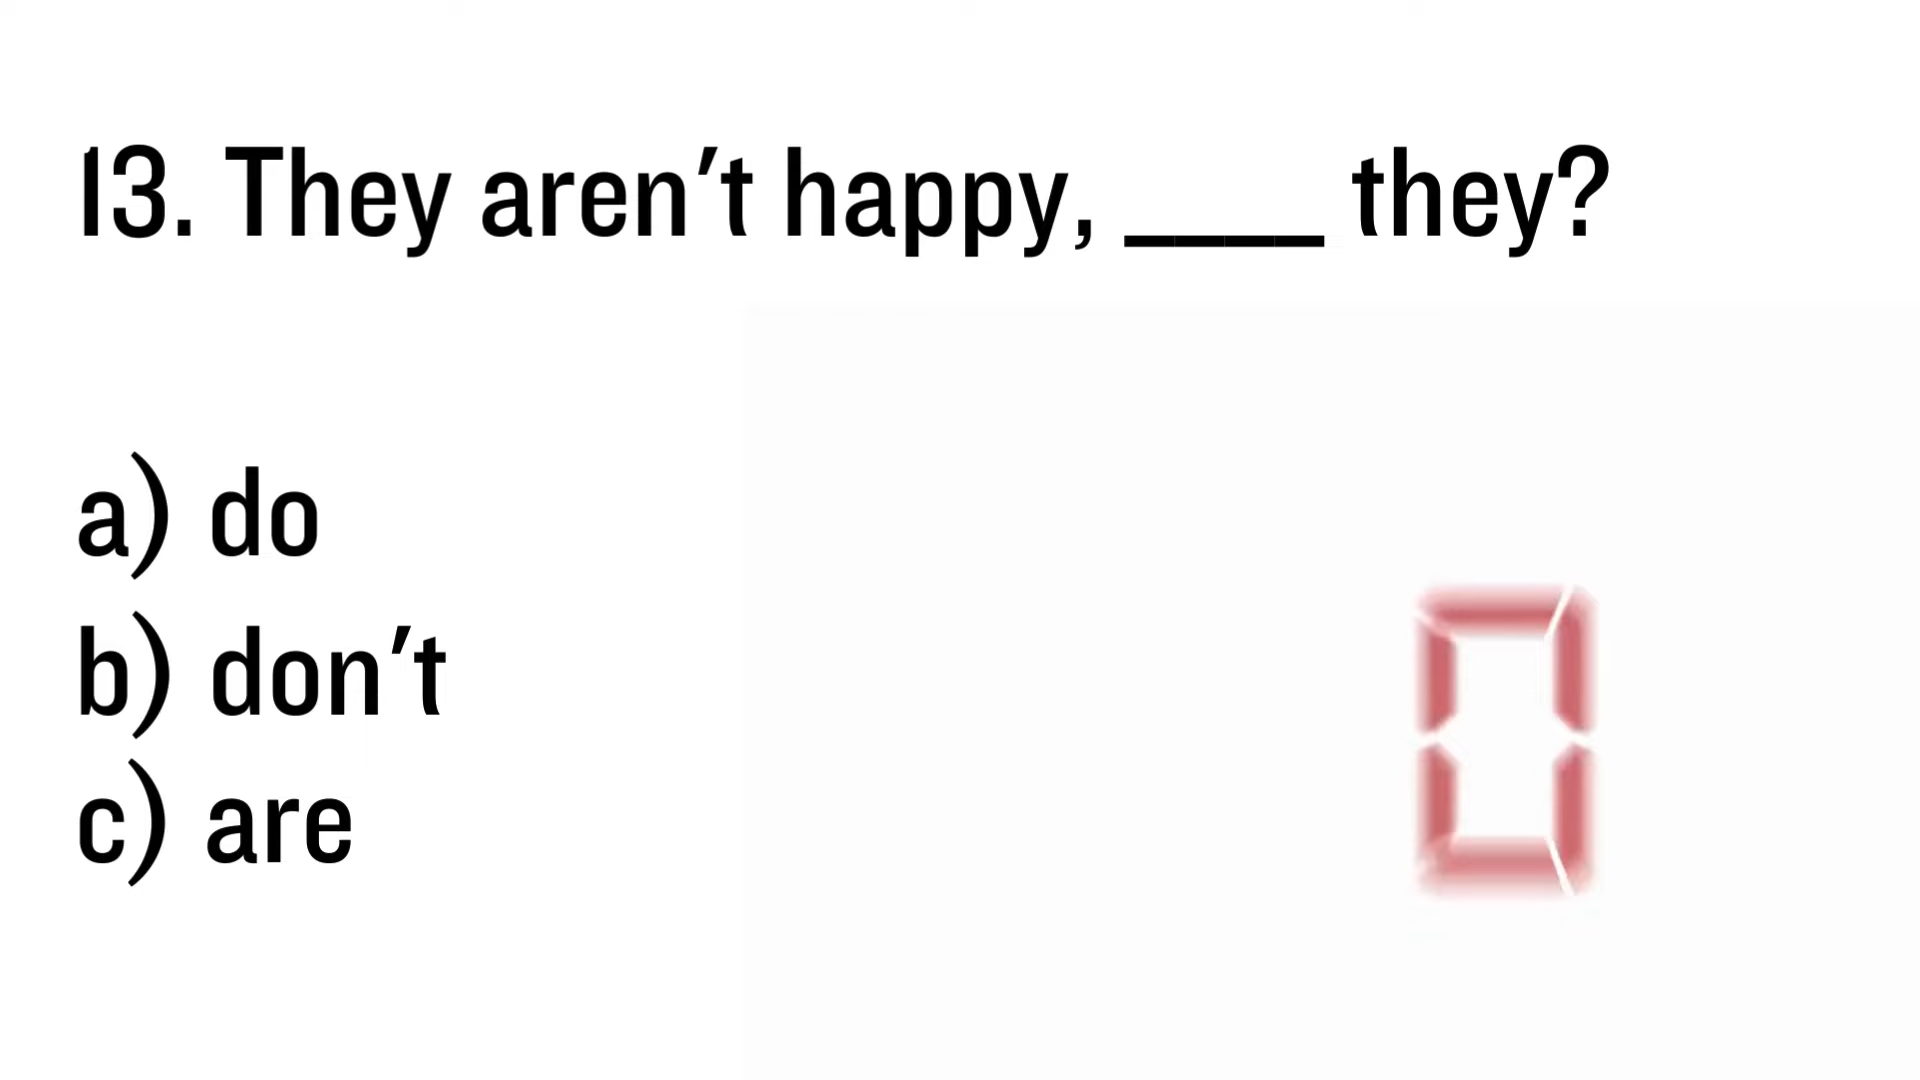 13. They aren't happy, ____ they?
a) do
b) don't
c) are
0